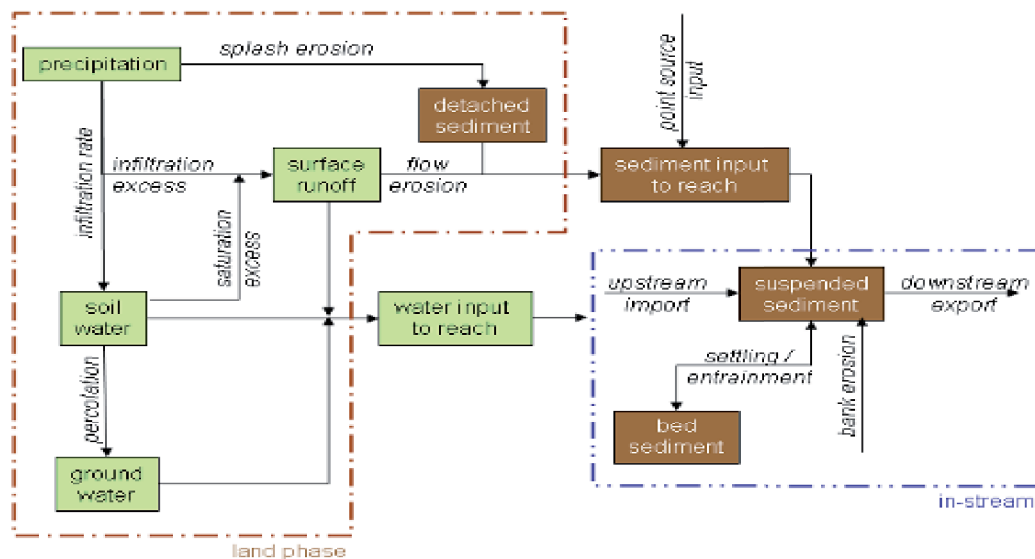 splash erosion
precipitation
point source
input
detached
sediment
infiltration rate
infiltration
excess
surface
runoff
flow
erosion
sediment input
to reach
saturation
excess
upstream
import
suspended
sediment
downstream
export
soil
water
water input
to reach
settling /
entrainment
bank erosion
percolation
bed
sediment
ground
water
in-stream
land phase